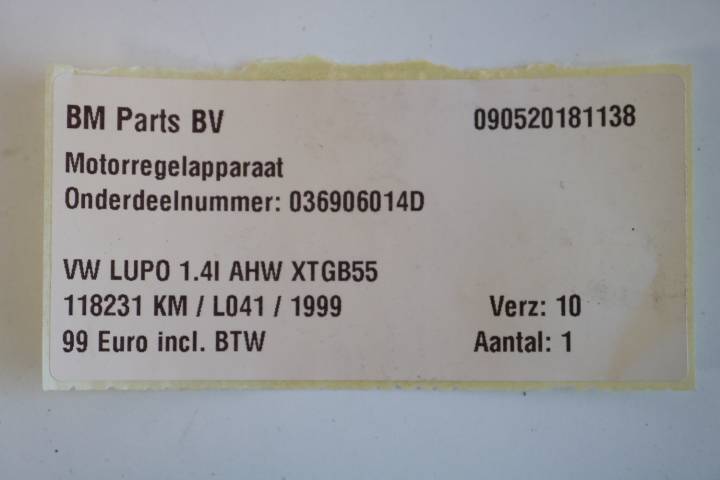 BM Parts BV 090520181138
Motorregelapparaat
Onderdeelnummer: 036906014D
VW LUPO 1.4I AHW XTGB55
118231 KM / L041 / 1999 Verz: 10
99 Euro incl. BTW Aantal: 1